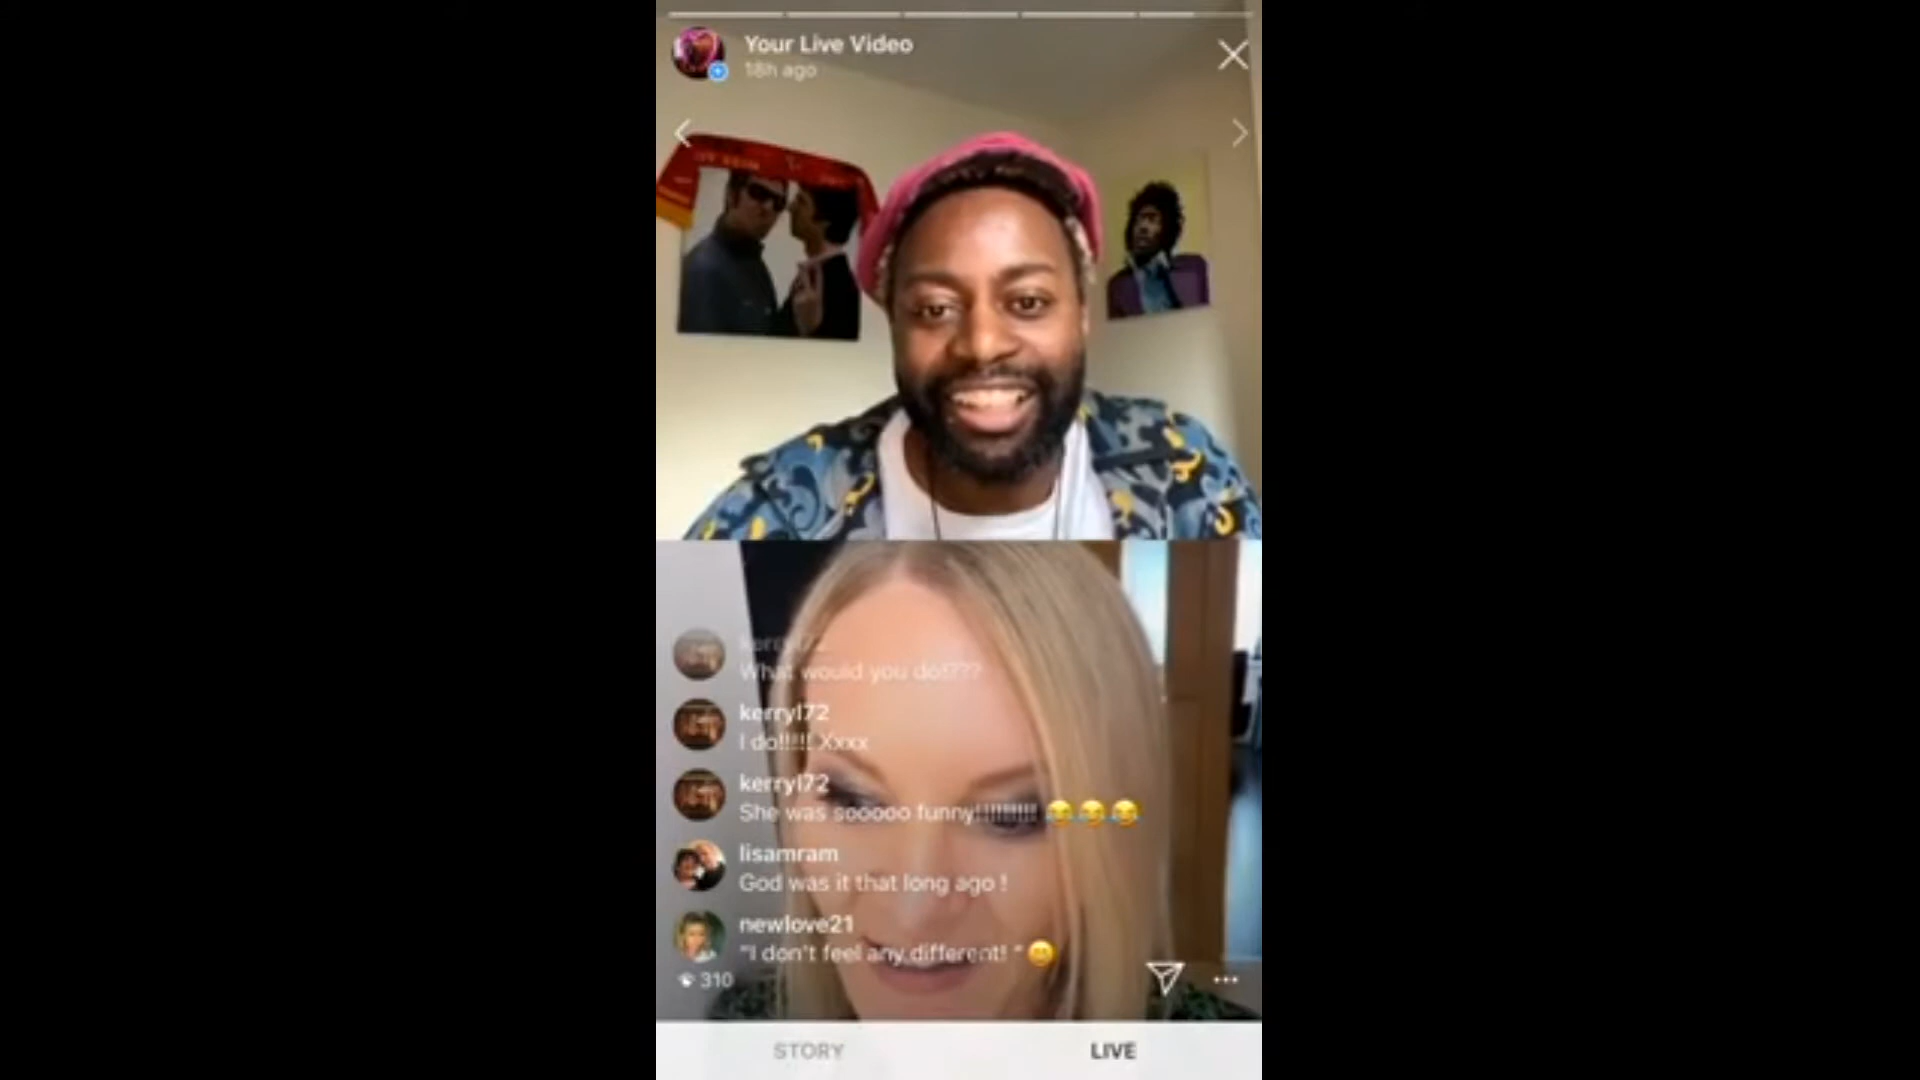 Your Live Video
18h ago
What would you do!???
kerryl72
I do!!!!! Xxxx
kerryl72
She was sooooo funny!!!!!!!!!! 😂😂😂
lisamram
God was it that long ago !
newlove21
"I don't feel any different! " 😄
310
STORY
LIVE